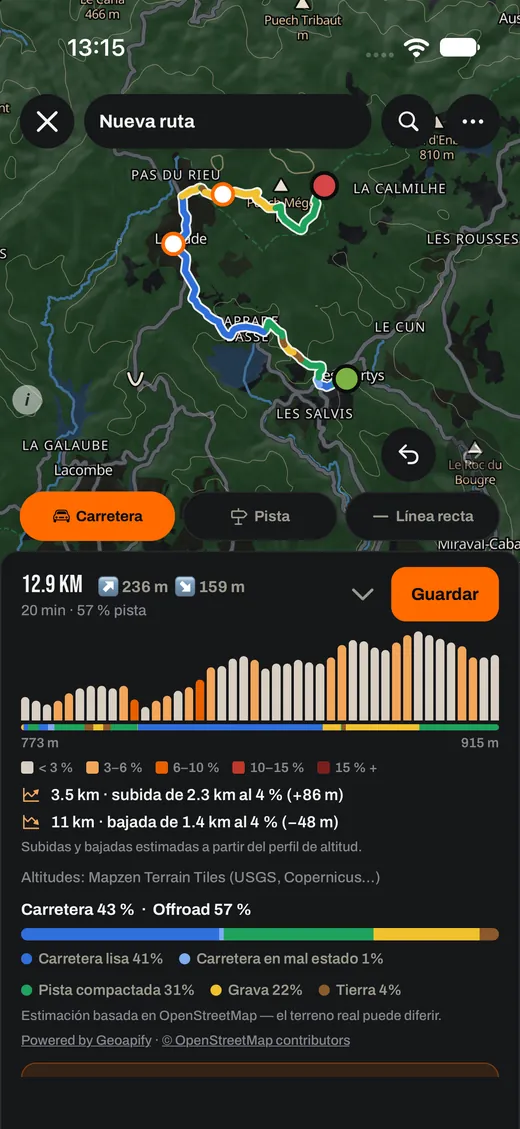 466 m
Puech Tribaut
m
13:15
Nueva ruta
810 m
PAS DU RIEU
LA CALMILHE
LES ROUSSES
LE CUN
LES SALVIS
i
LA GALAUBE
Lacombe
Le Roc du
Bougre
Carretera
Pista
Línea recta
Miraval-Caba
12.9 KM
236 m
159 m
Guardar
20 min · 57 % pista
773 m
915 m
< 3 %
3–6 %
6–10 %
10–15 %
15 % +
3.5 km · subida de 2.3 km al 4 % (+86 m)
11 km · bajada de 1.4 km al 4 % (−48 m)
Subidas y bajadas estimadas a partir del perfil de altitud.
Altitudes: Mapzen Terrain Tiles (USGS, Copernicus...)
Carretera 43 % · Offroad 57 %
Carretera lisa 41%
Carretera en mal estado 1%
Pista compactada 31%
Grava 22%
Tierra 4%
Estimación basada en OpenStreetMap — el terreno real puede diferir.
Powered by Geoapify · © OpenStreetMap contributors